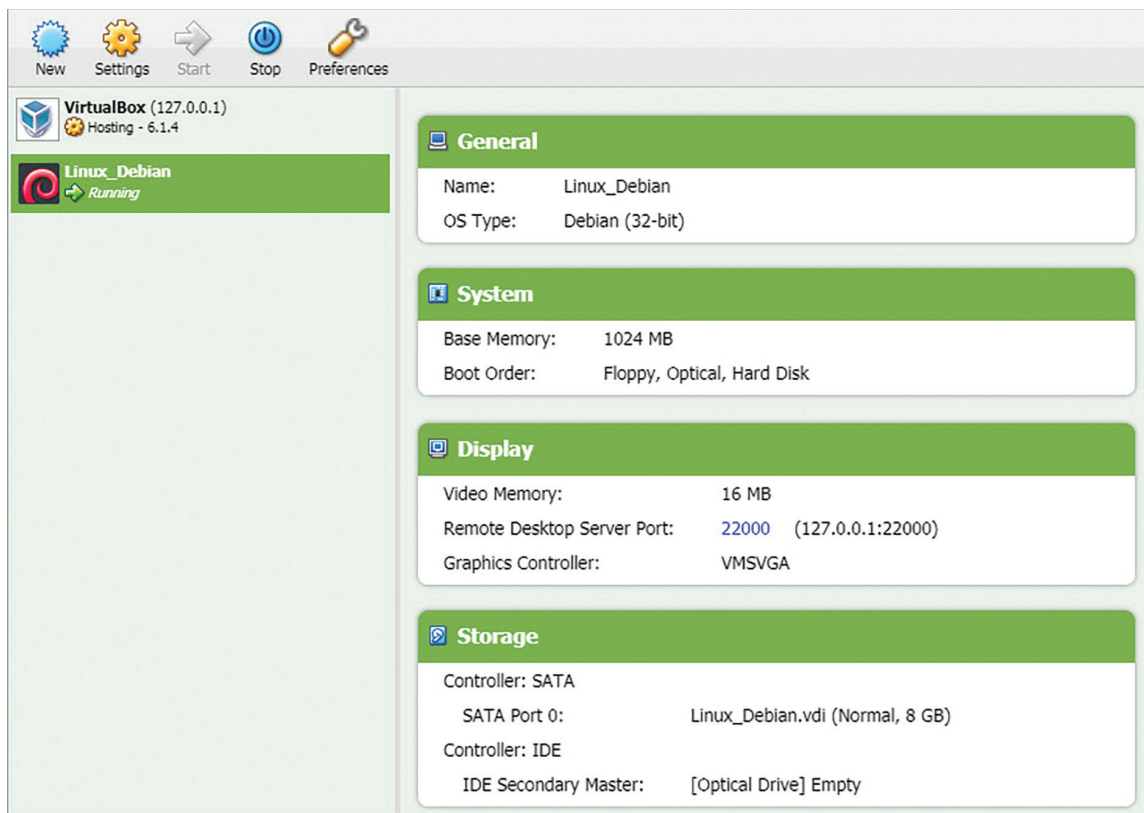 New Settings Start Stop Preferences
VirtualBox (127.0.0.1)
Hosting - 6.1.4
Linux_Debian
Running
General
Name: Linux_Debian
OS Type: Debian (32-bit)
System
Base Memory: 1024 MB
Boot Order: Floppy, Optical, Hard Disk
Display
Video Memory: 16 MB
Remote Desktop Server Port: 22000 (127.0.0.1:22000)
Graphics Controller: VMSVGA
Storage
Controller: SATA
SATA Port 0: Linux_Debian.vdi (Normal, 8 GB)
Controller: IDE
IDE Secondary Master: [Optical Drive] Empty